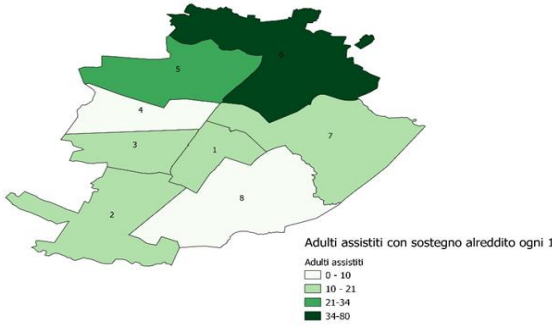 6
5
4
7
3
1
8
2
Adulti assistiti con sostegno alreddito ogni 1
Adulti assistiti
0 - 10
10 - 21
21-34
34-80